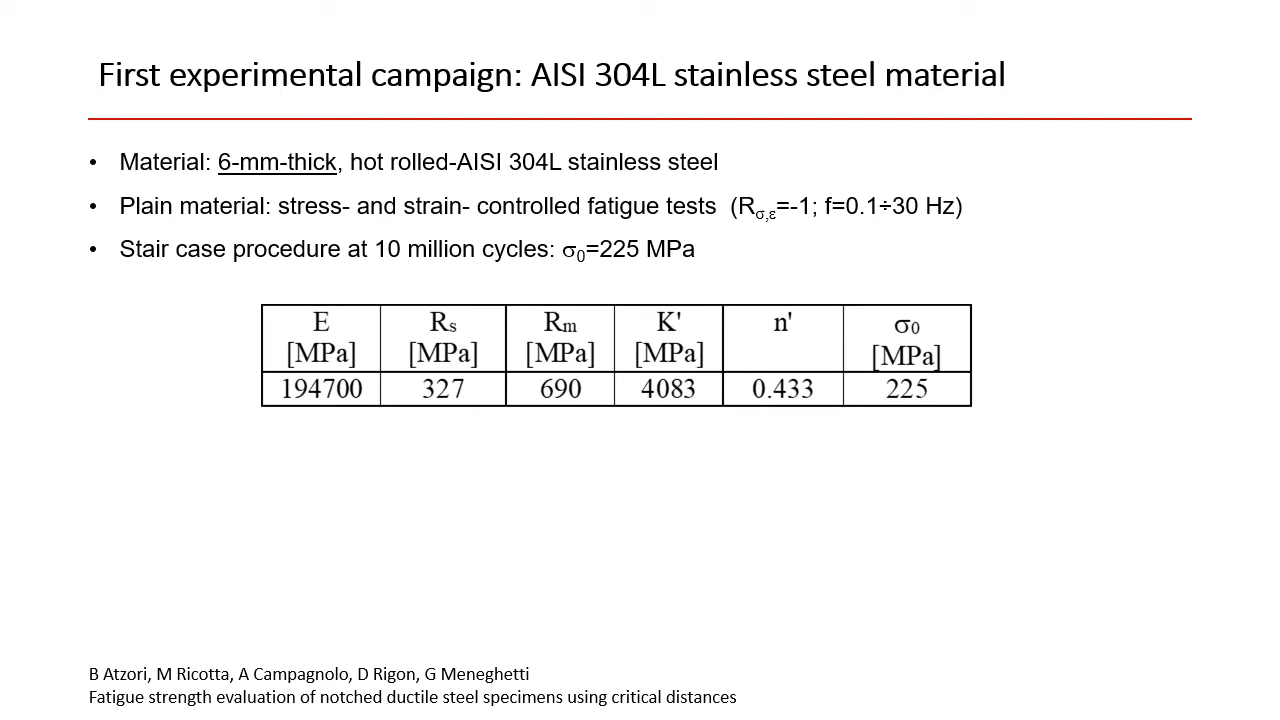 First experimental campaign: AISI 304L stainless steel material
• Material: 6-mm-thick, hot rolled-AISI 304L stainless steel
• Plain material: stress- and strain- controlled fatigue tests (Rσ,ε=-1; f=0.1÷30 Hz)
• Stair case procedure at 10 million cycles: σ0=225 MPa
E Rs Rm K' n' σ0
[MPa] [MPa] [MPa] [MPa] [MPa]
194700 327 690 4083 0.433 225
B Atzori, M Ricotta, A Campagnolo, D Rigon, G Meneghetti
Fatigue strength evaluation of notched ductile steel specimens using critical distances